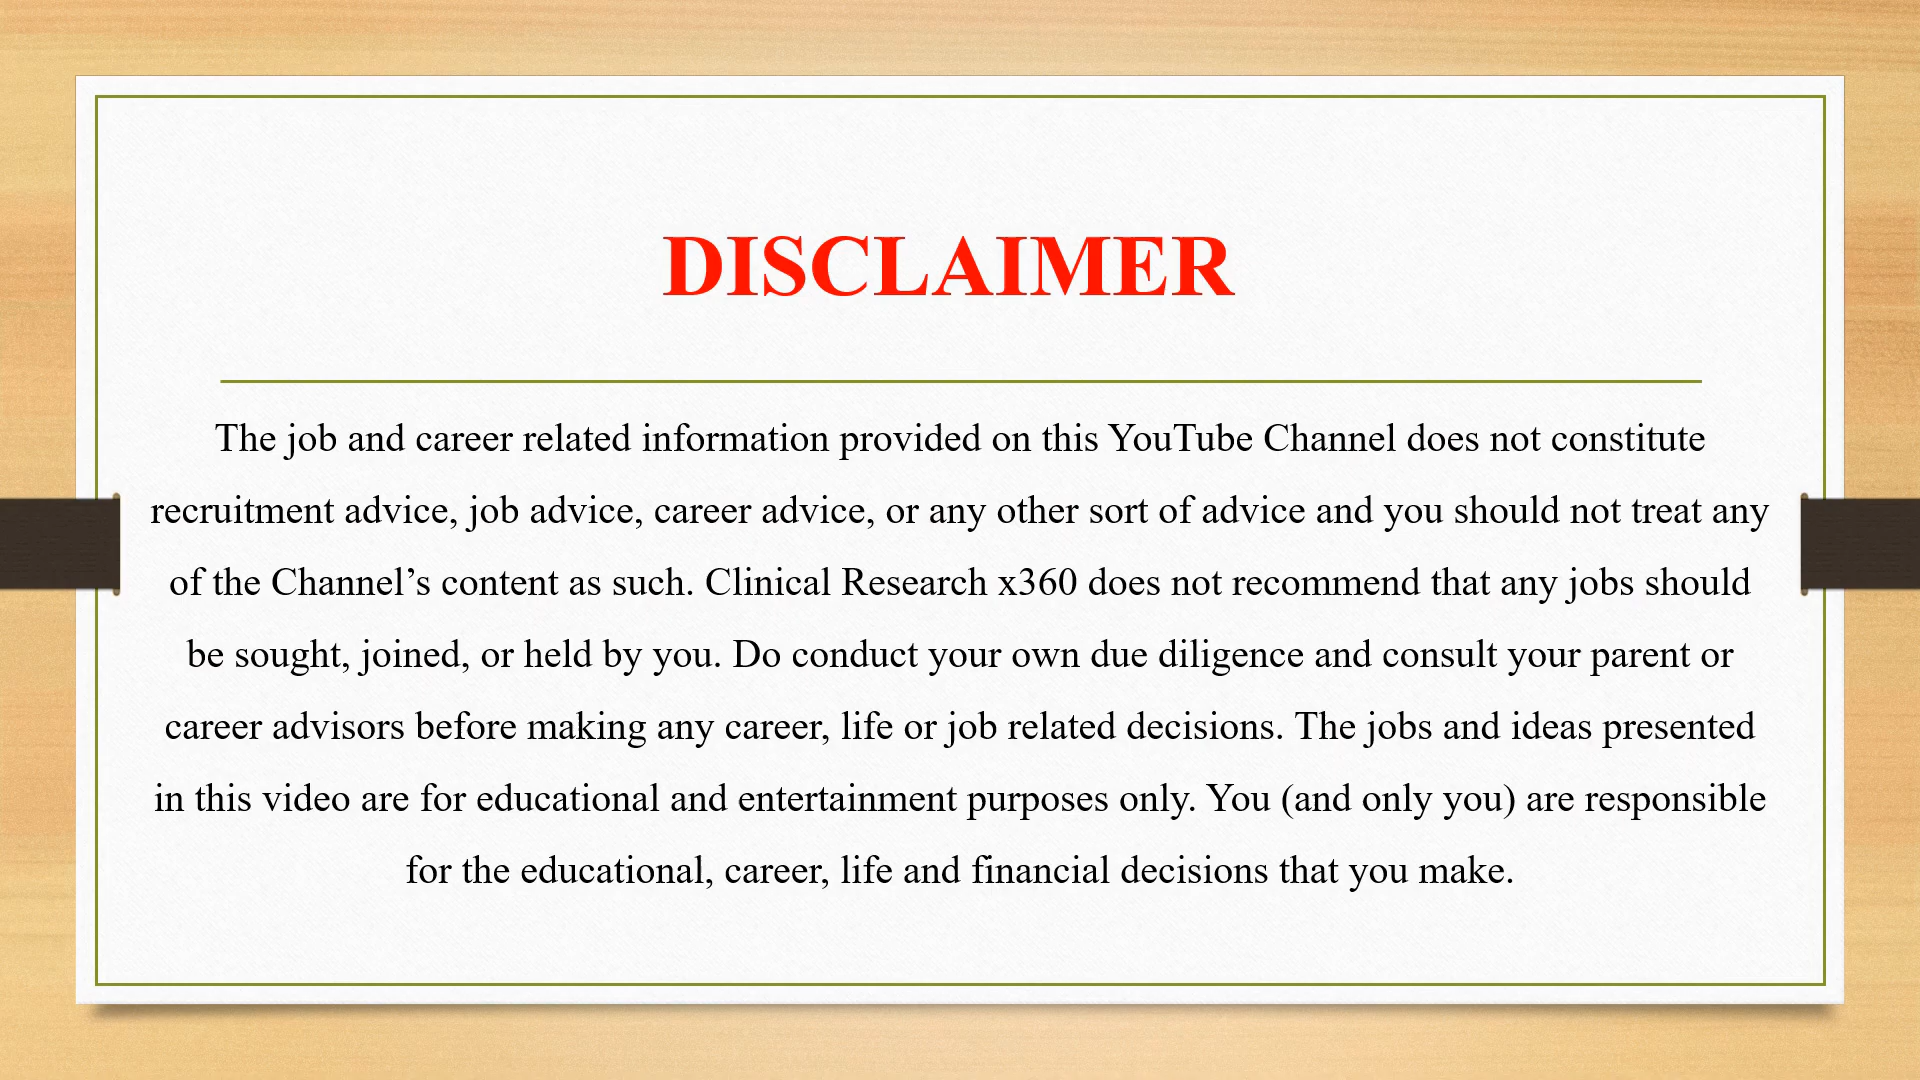 DISCLAIMER
The job and career related information provided on this YouTube Channel does not constitute
recruitment advice, job advice, career advice, or any other sort of advice and you should not treat any
of the Channel’s content as such. Clinical Research x360 does not recommend that any jobs should
be sought, joined, or held by you. Do conduct your own due diligence and consult your parent or
career advisors before making any career, life or job related decisions. The jobs and ideas presented
in this video are for educational and entertainment purposes only. You (and only you) are responsible
for the educational, career, life and financial decisions that you make.